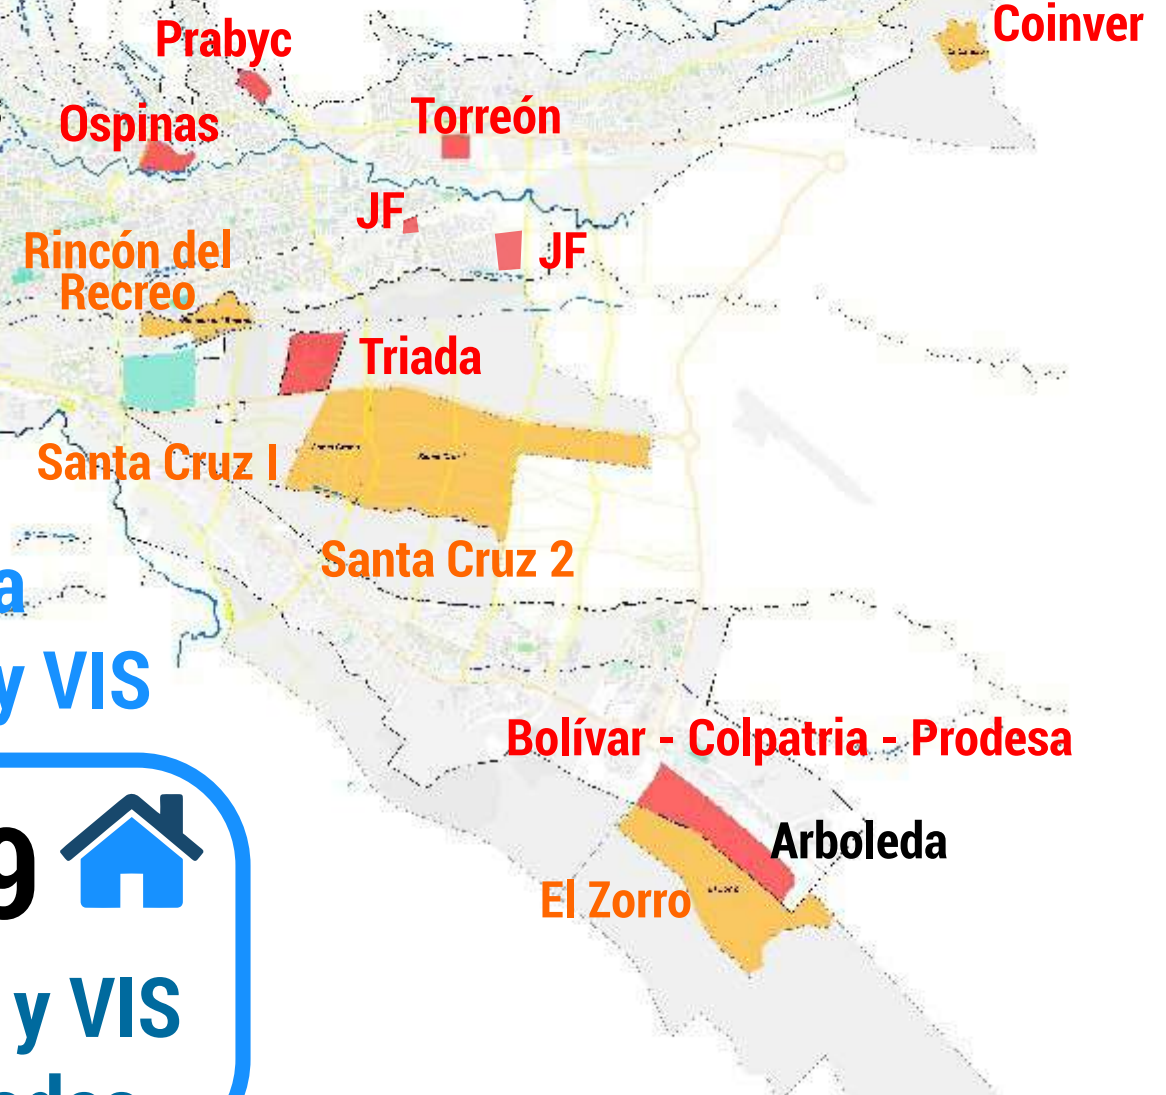 Coinver
Prabyc
Torreón
Ospinas
JF
JF
Rincón del
Recreo
Triada
Santa Cruz I
Santa Cruz 2
a
y VIS
Bolívar - Colpatria - Prodesa
9
Arboleda
El Zorro
y VIS